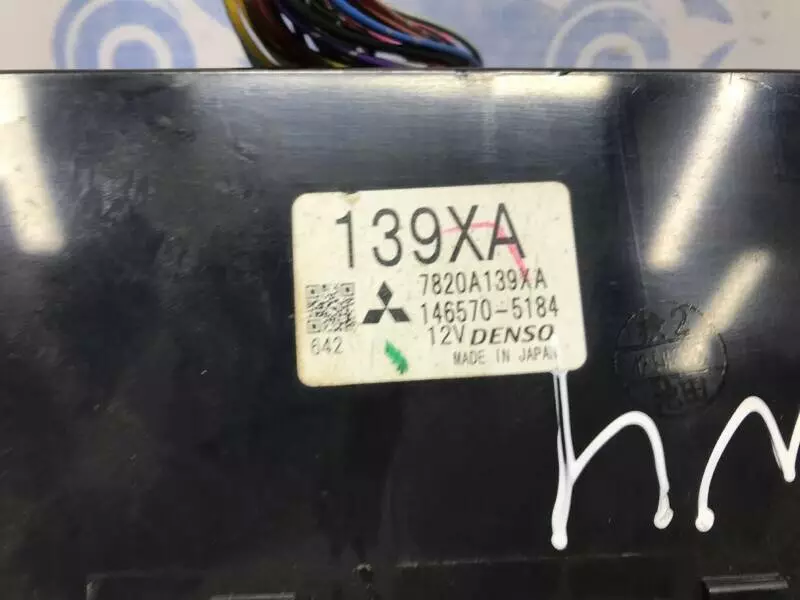 139XA
7820A139XA
146570-5184
642
12V DENSO
MADE IN JAPAN